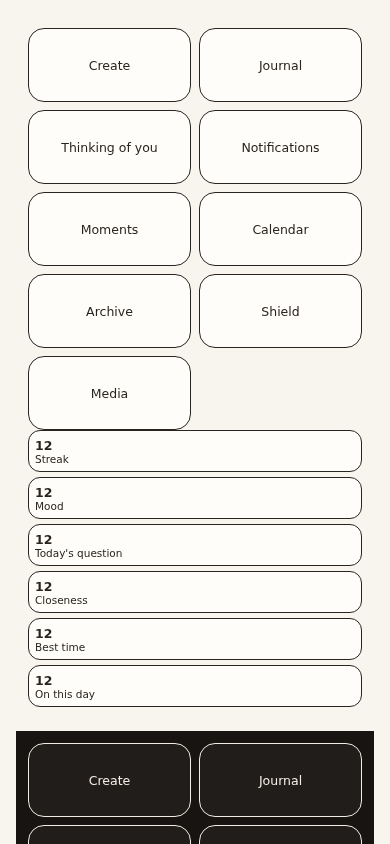 Create
Journal
Thinking of you
Notifications
Moments
Calendar
Archive
Shield
Media
12
Streak
12
Mood
12
Today's question
12
Closeness
12
Best time
12
On this day
Create
Journal